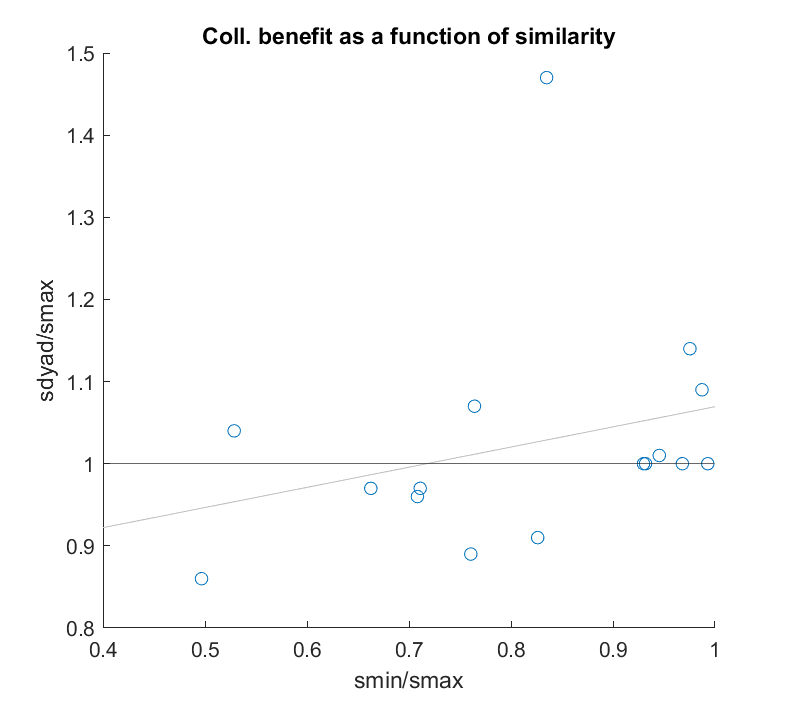 Coll. benefit as a function of similarity
1.5
1.4
1.3
1.2
1.1
1
0.9
0.8
sdyad/smax
0.4 0.5 0.6 0.7 0.8 0.9 1
smin/smax